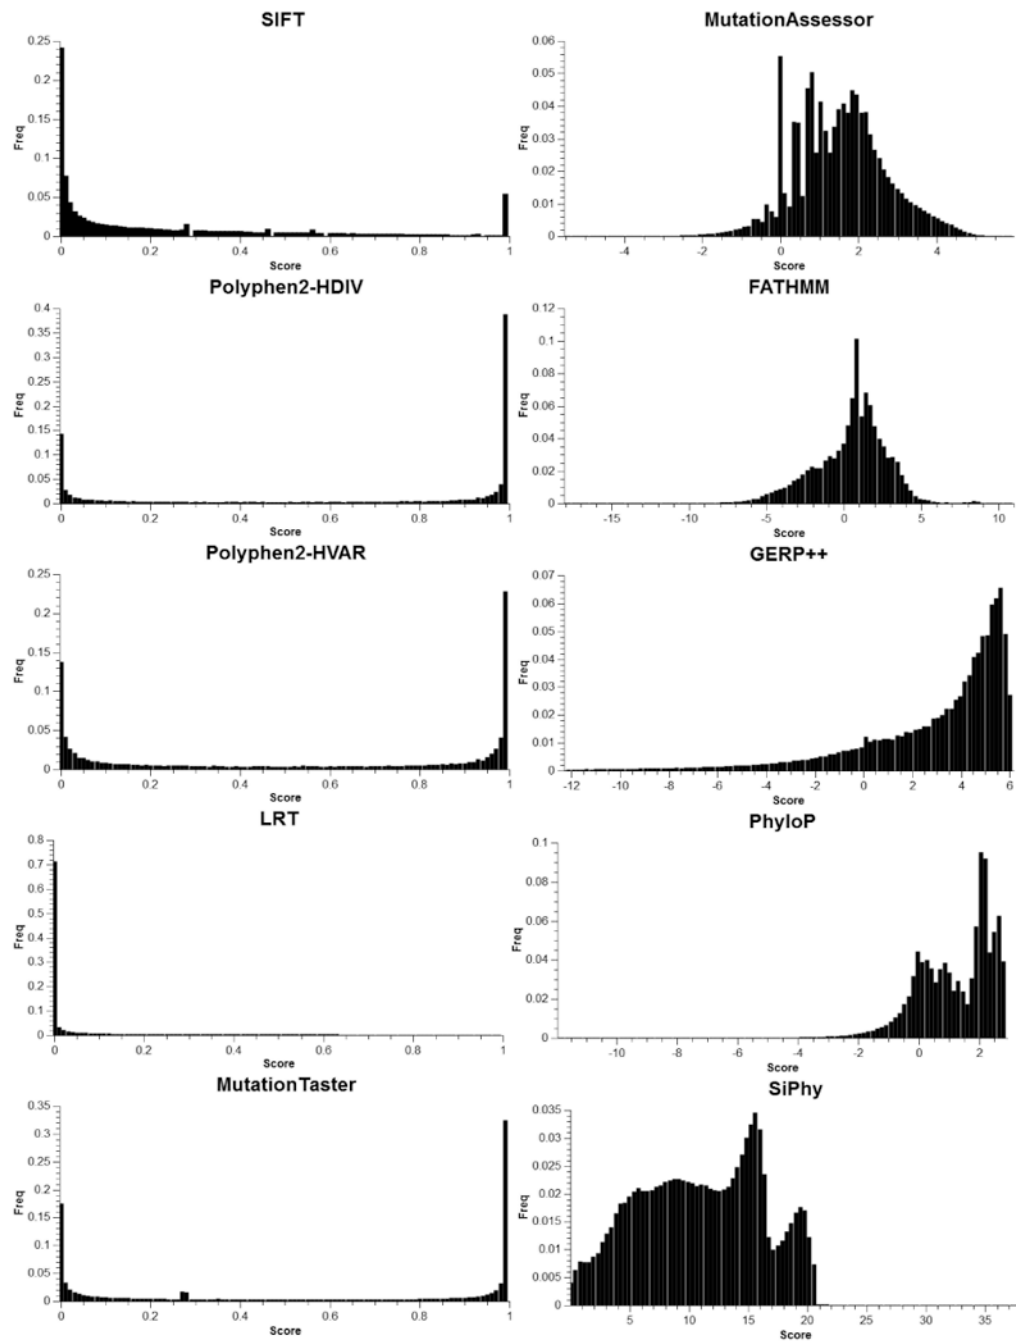 SIFT
0.25
0.2
0.15
0.1
0.05
0
Freq
0 0.2 0.4 0.6 0.8 1
Score
MutationAssessor
0.06
0.05
0.04
0.03
0.02
0.01
0
Freq
-4 -2 0 2 4
Score
Polyphen2-HDIV
0.4
0.35
0.3
0.25
0.2
0.15
0.1
0.05
0
Freq
0 0.2 0.4 0.6 0.8 1
Score
FATHMM
0.12
0.1
0.08
0.06
0.04
0.02
0
Freq
-15 -10 -5 0 5 10
Score
Polyphen2-HVAR
0.25
0.2
0.15
0.1
0.05
0
Freq
0 0.2 0.4 0.6 0.8 1
Score
GERP++
0.07
0.06
0.05
0.04
0.03
0.02
0.01
0
Freq
-12 -10 -8 -6 -4 -2 0 2 4 6
Score
LRT
0.8
0.7
0.6
0.5
0.4
0.3
0.2
0.1
0
Freq
0 0.2 0.4 0.6 0.8 1
Score
PhyloP
0.1
0.08
0.06
0.04
0.02
0
Freq
-10 -8 -6 -4 -2 0 2
Score
MutationTaster
0.35
0.3
0.25
0.2
0.15
0.1
0.05
0
Freq
0 0.2 0.4 0.6 0.8 1
Score
SiPhy
0.035
0.03
0.025
0.02
0.015
0.01
0.005
0
Freq
5 10 15 20 25 30 35
Score